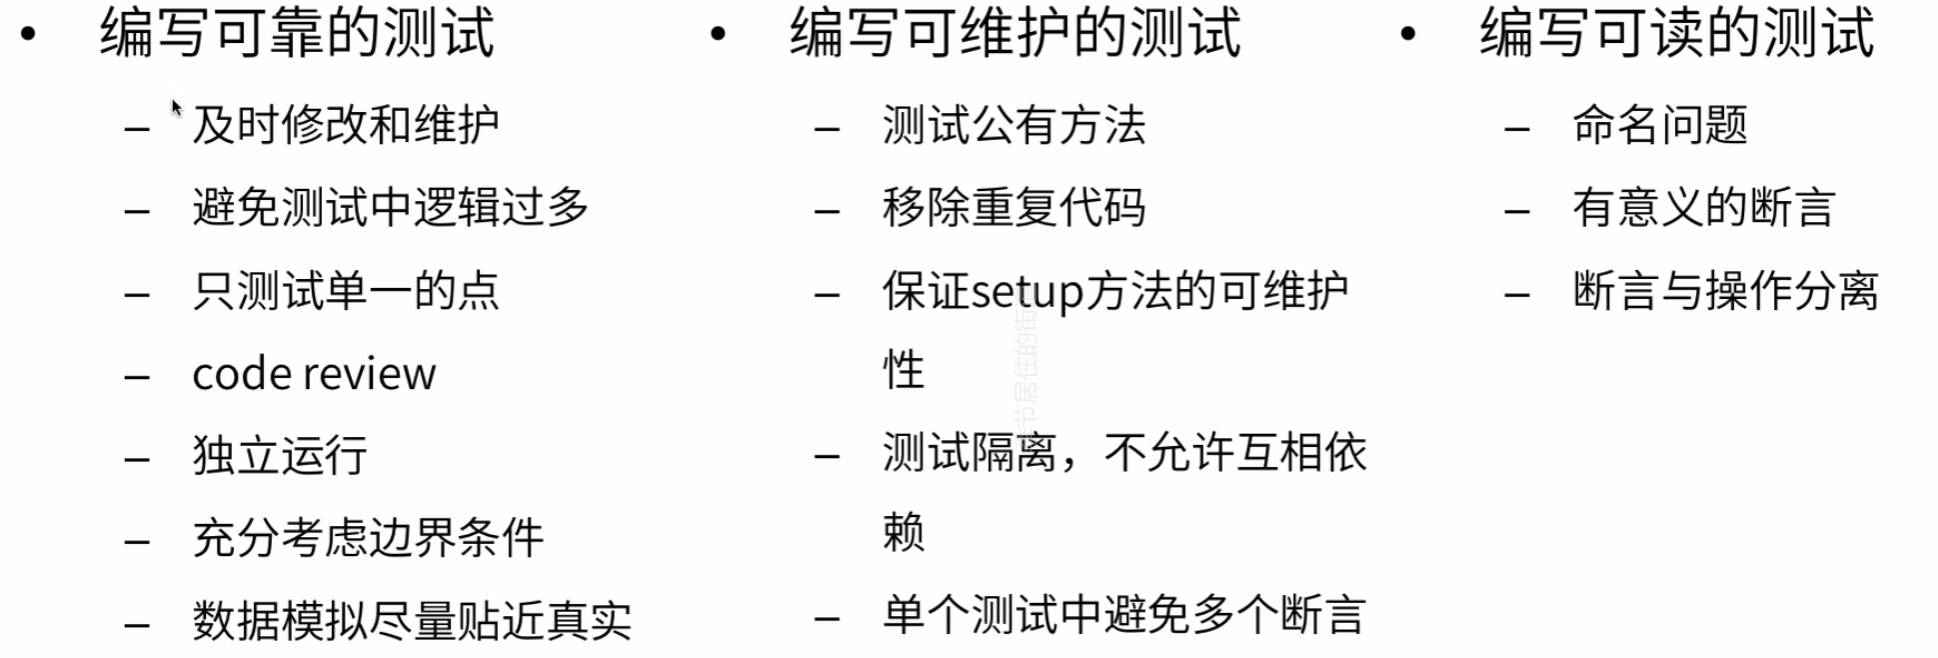 • 编写可靠的测试
– 及时修改和维护
– 避免测试中逻辑过多
– 只测试单一的点
– code review
– 独立运行
– 充分考虑边界条件
– 数据模拟尽量贴近真实
• 编写可维护的测试
– 测试公有方法
– 移除重复代码
– 保证setup方法的可维护
性
– 测试隔离，不允许互相依
赖
– 单个测试中避免多个断言
• 编写可读的测试
– 命名问题
– 有意义的断言
– 断言与操作分离
节居住的街